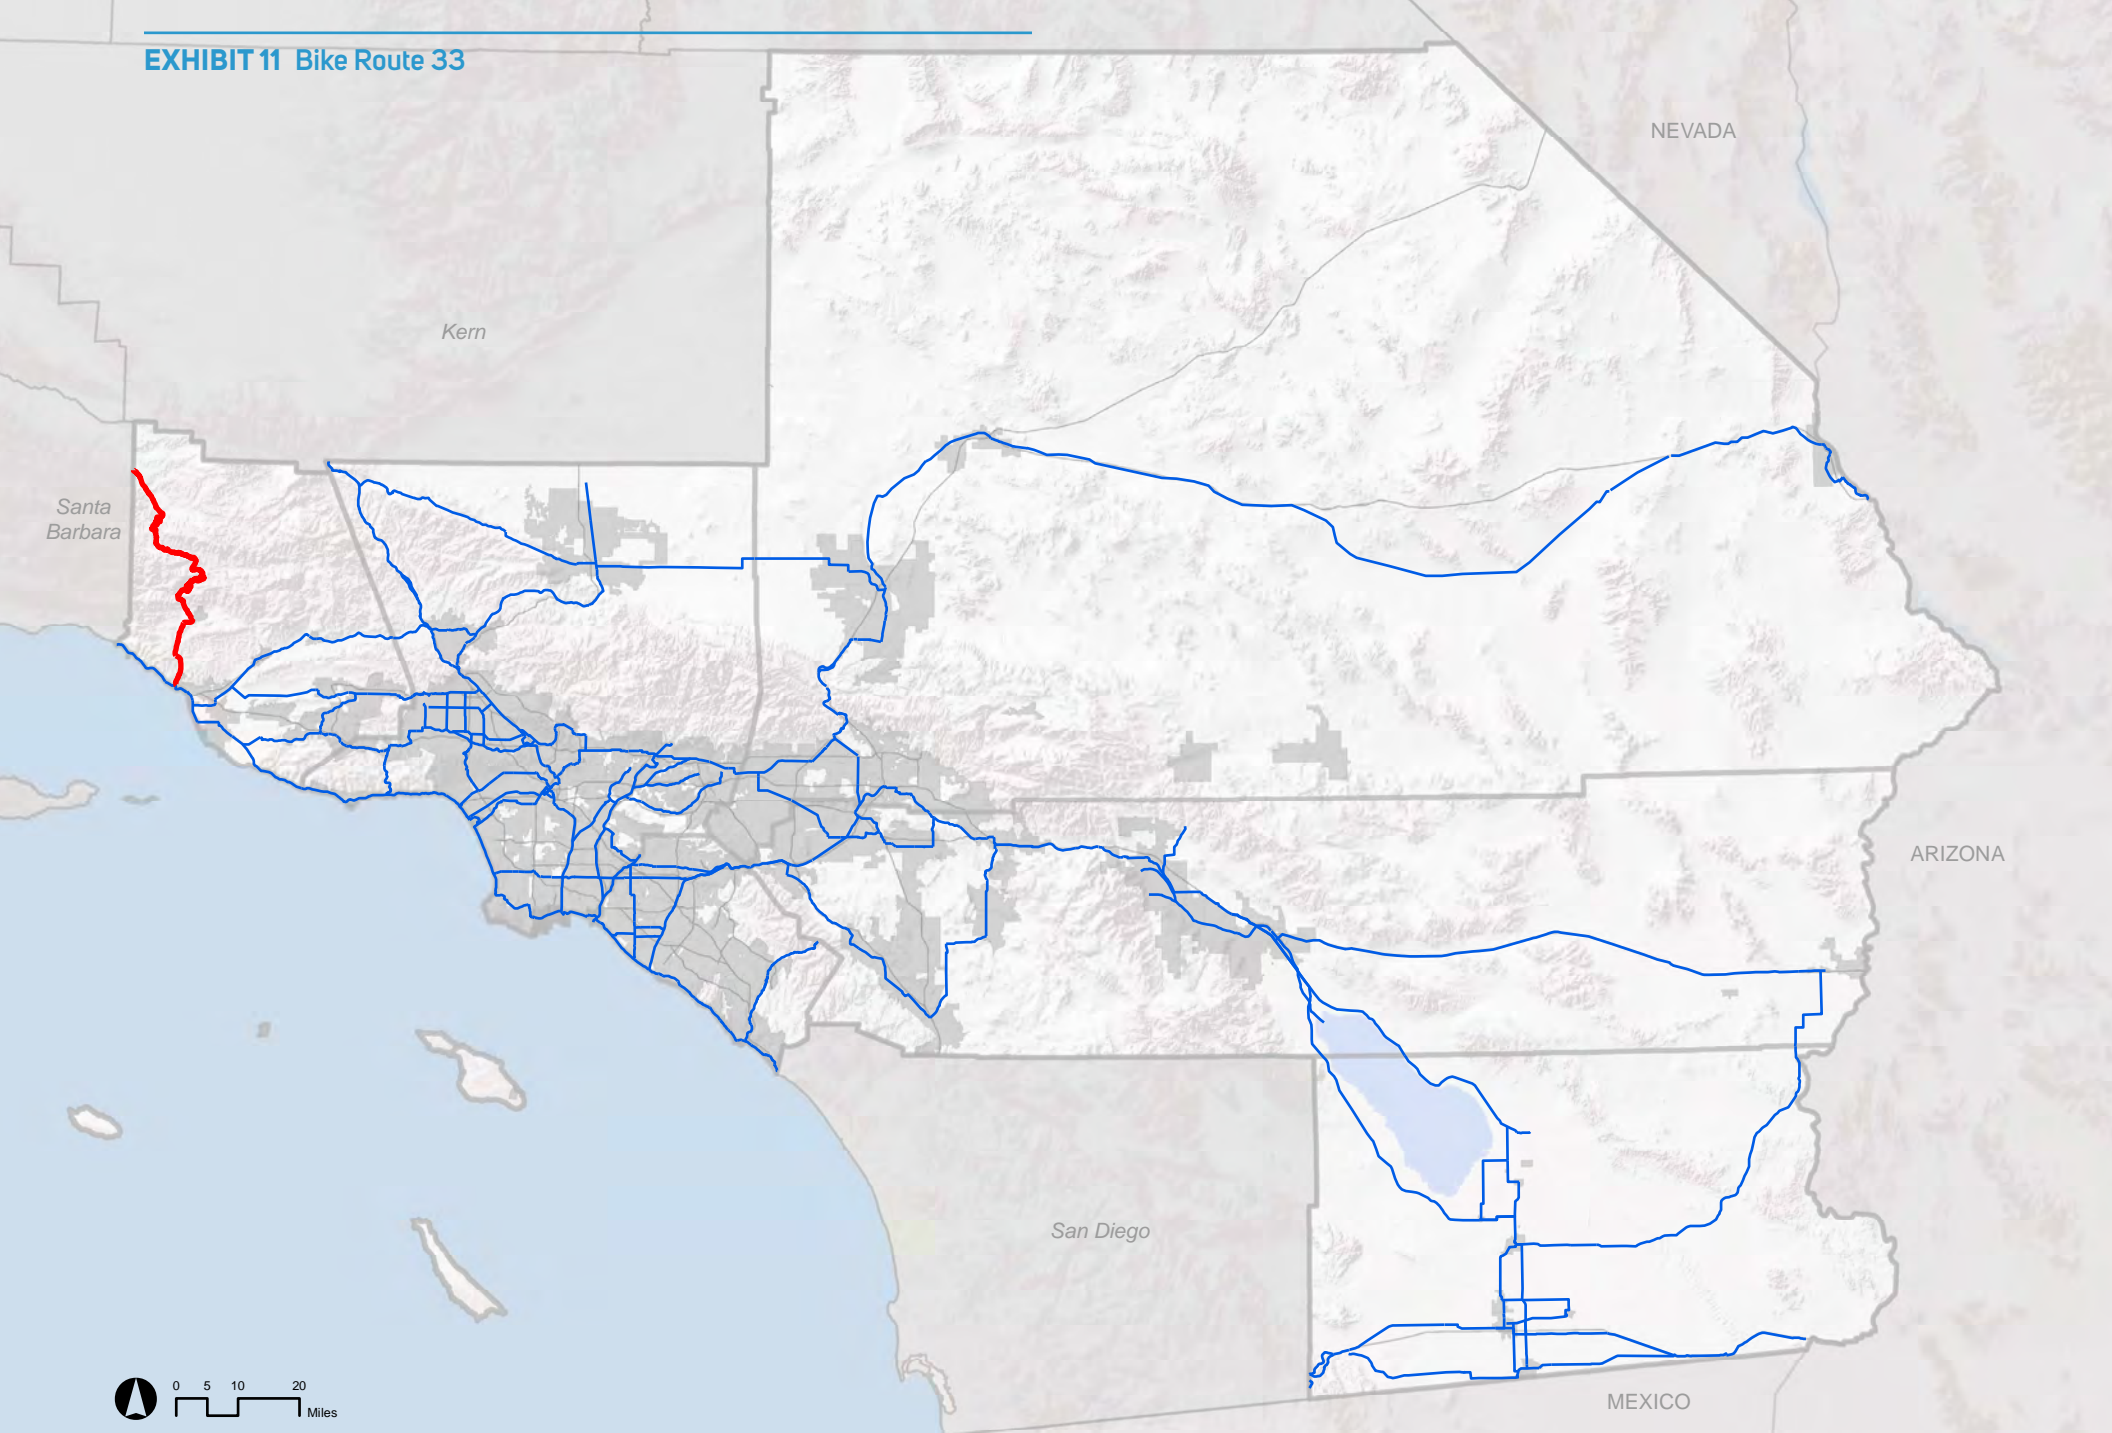 EXHIBIT 11 Bike Route 33
NEVADA
Kern
Santa
Barbara
ARIZONA
San Diego
MEXICO
0 5 10 20
Miles